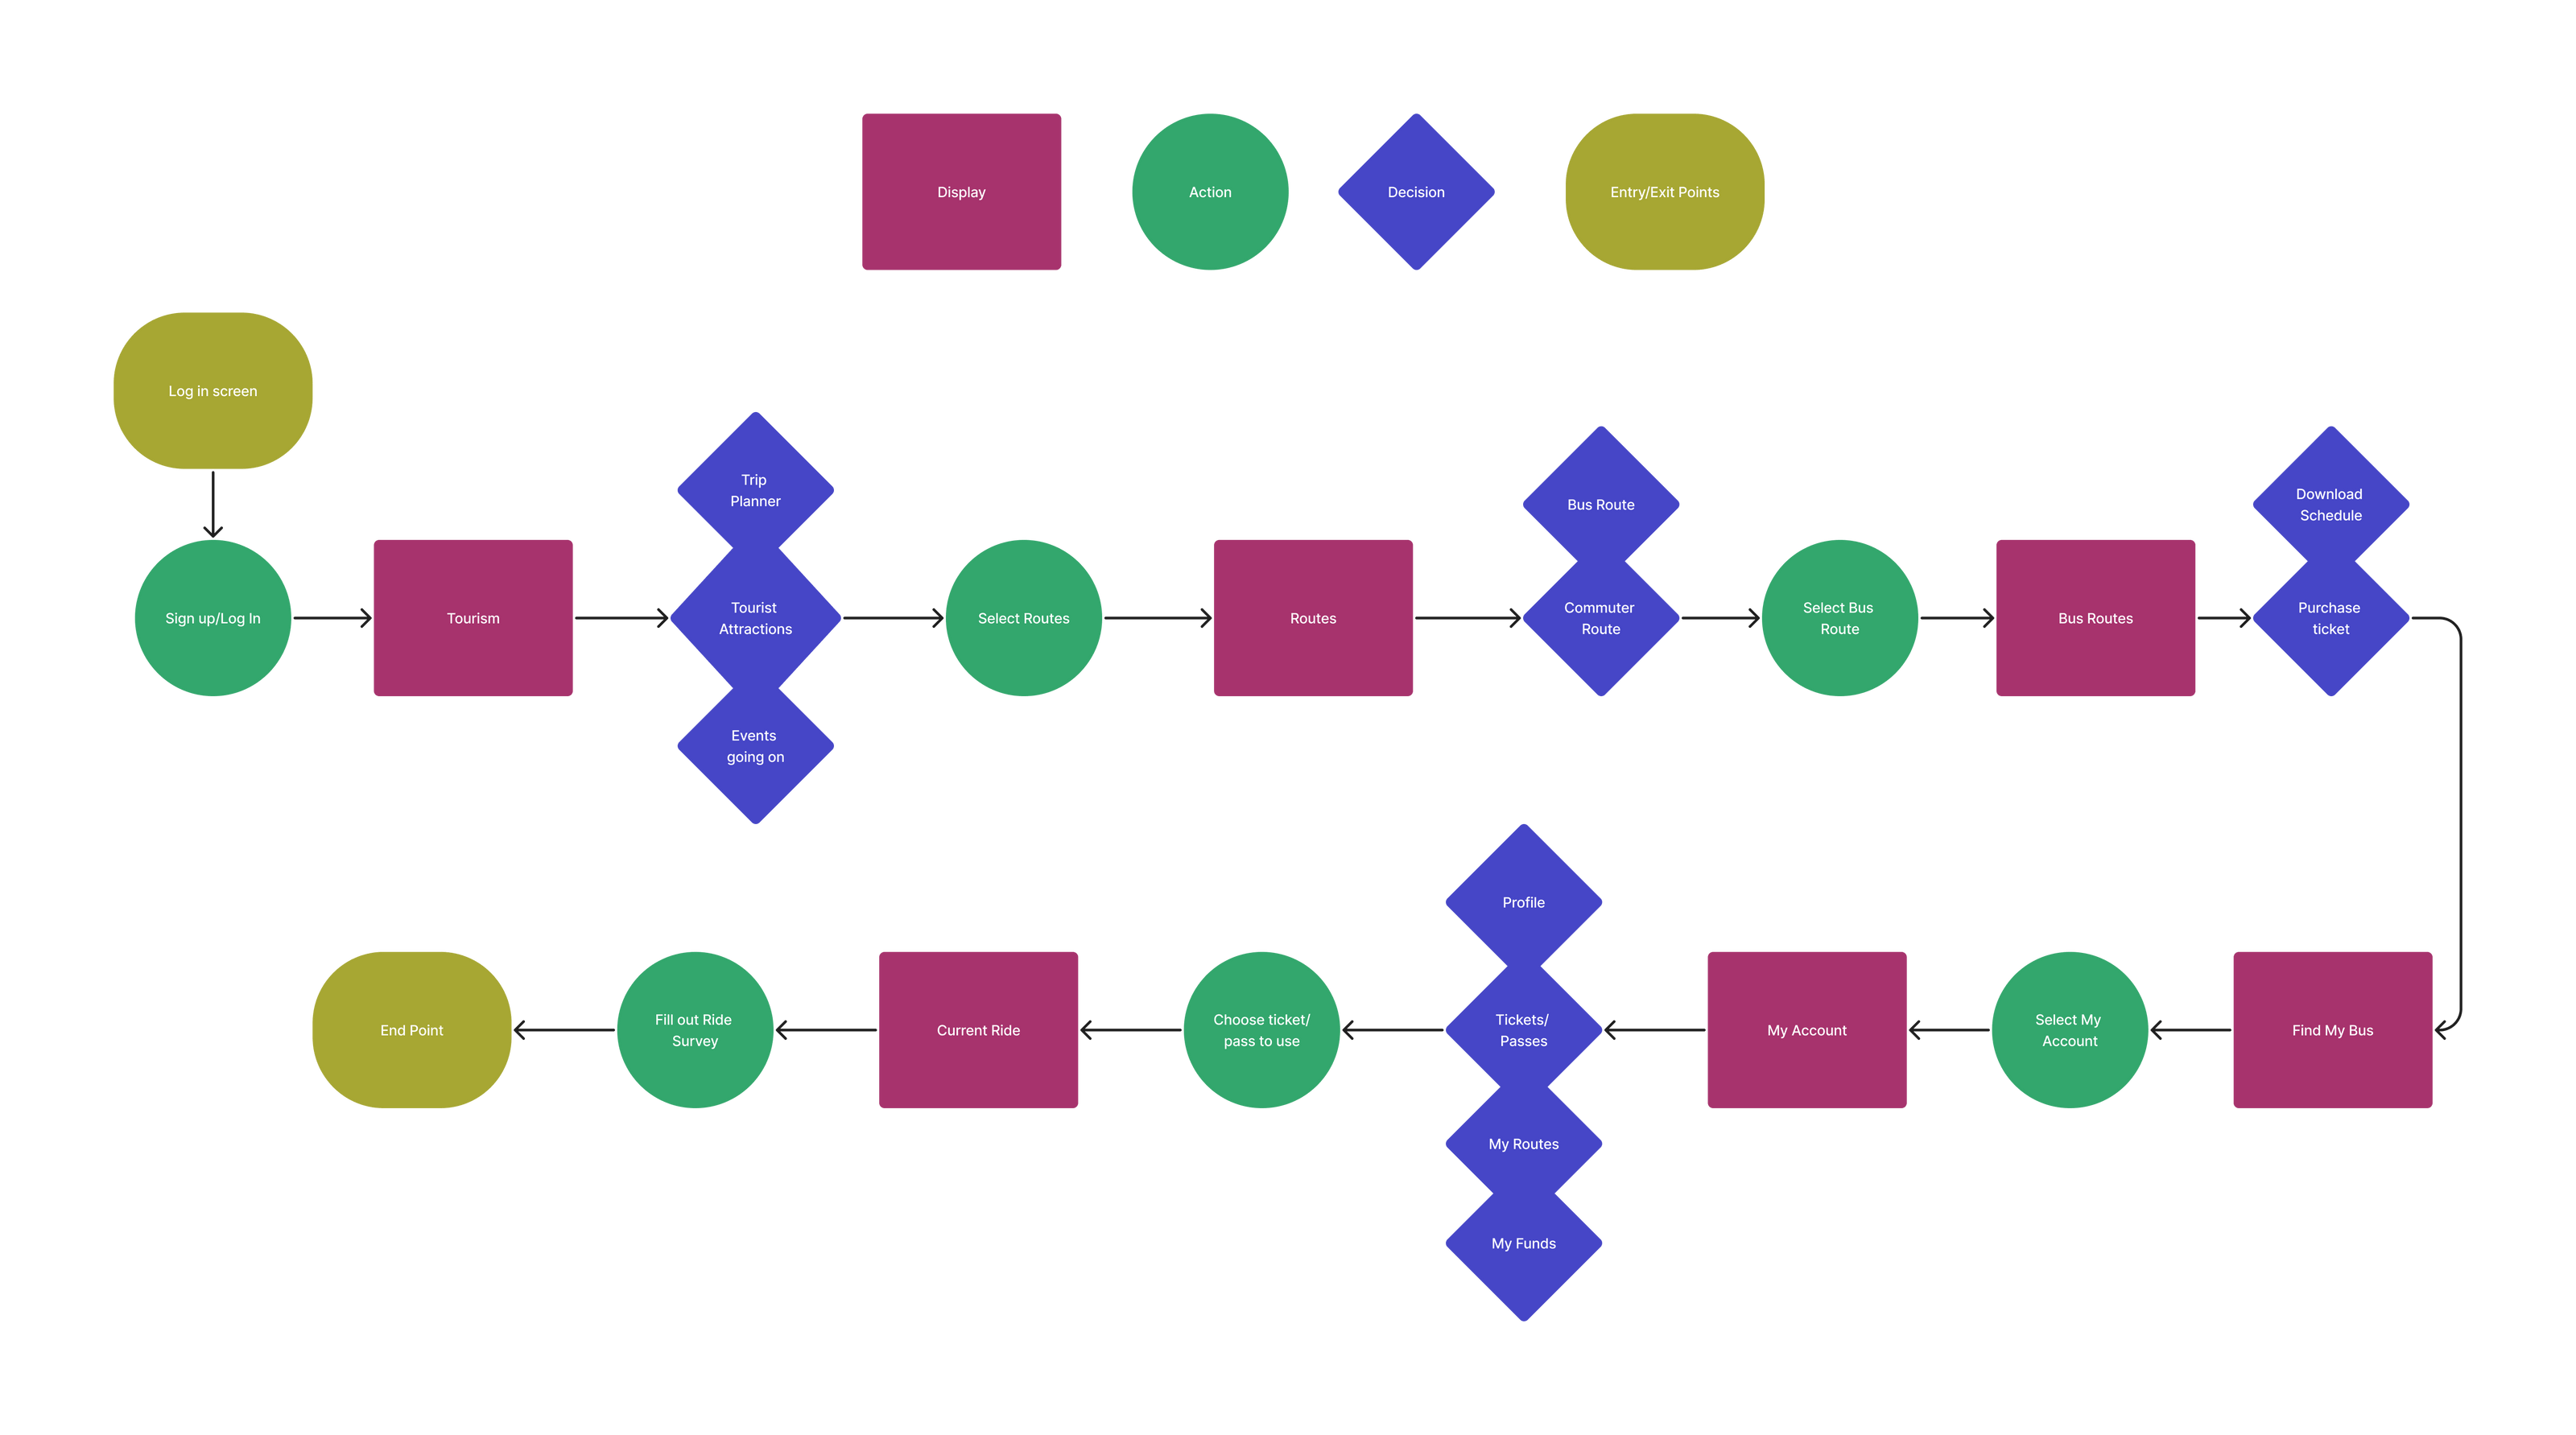 Display
Action
Decision
Entry/Exit Points
Log in screen
Sign up/Log In
Tourism
Trip
Planner
Tourist
Attractions
Events
going on
Select Routes
Routes
Bus Route
Commuter
Route
Select Bus
Route
Bus Routes
Download
Schedule
Purchase
ticket
Find My Bus
Select My
Account
My Account
Profile
Tickets/
Passes
My Routes
My Funds
Choose ticket/
pass to use
Current Ride
Fill out Ride
Survey
End Point